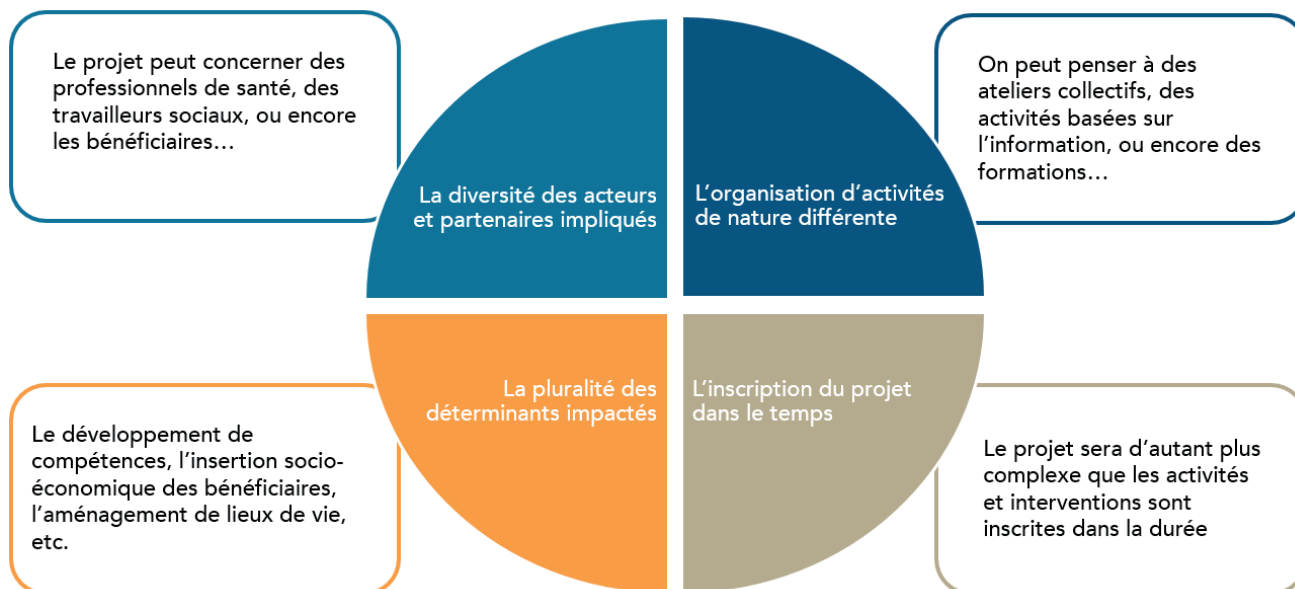 Le projet peut concerner des
professionnels de santé, des
travailleurs sociaux, ou encore
les bénéficiaires…
La diversité des acteurs
et partenaires impliqués
L’organisation d’activités
de nature différente
On peut penser à des
ateliers collectifs, des
activités basées sur
l’information, ou encore des
formations…
Le développement de
compétences, l’insertion socio-
économique des bénéficiaires,
l’aménagement de lieux de vie,
etc.
La pluralité des
déterminants impactés
L’inscription du projet
dans le temps
Le projet sera d’autant plus
complexe que les activités
et interventions sont
inscrites dans la durée